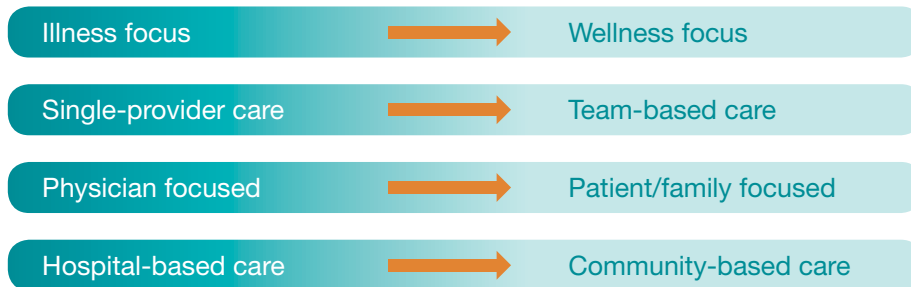 Illness focus Wellness focus
Single-provider care Team-based care
Physician focused Patient/family focused
Hospital-based care Community-based care